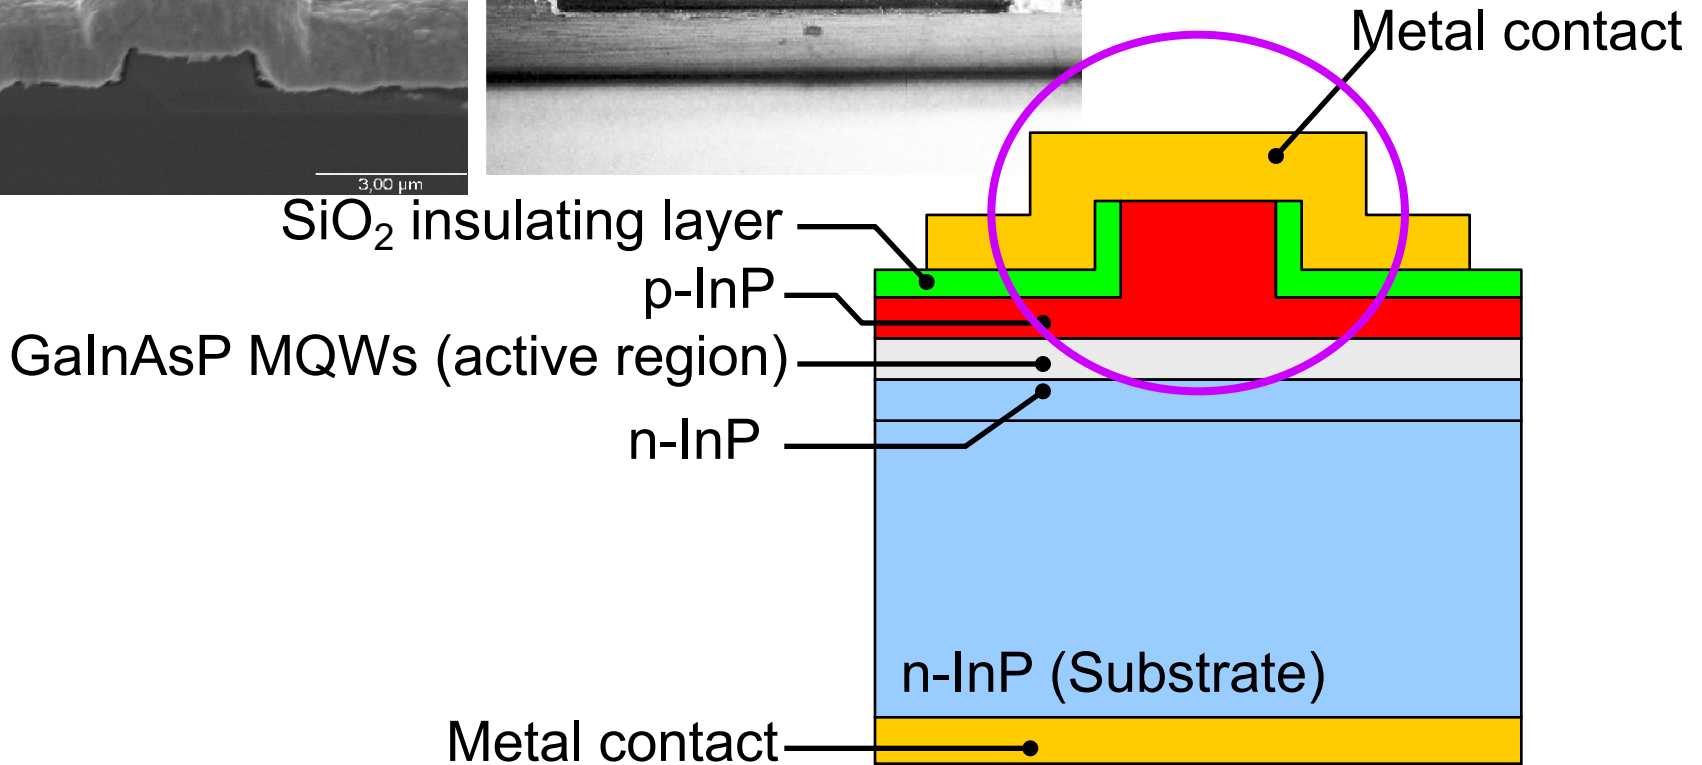 Metal contact
3,00 µm
SiO₂ insulating layer
p-InP
GaInAsP MQWs (active region)
n-InP
n-InP (Substrate)
Metal contact